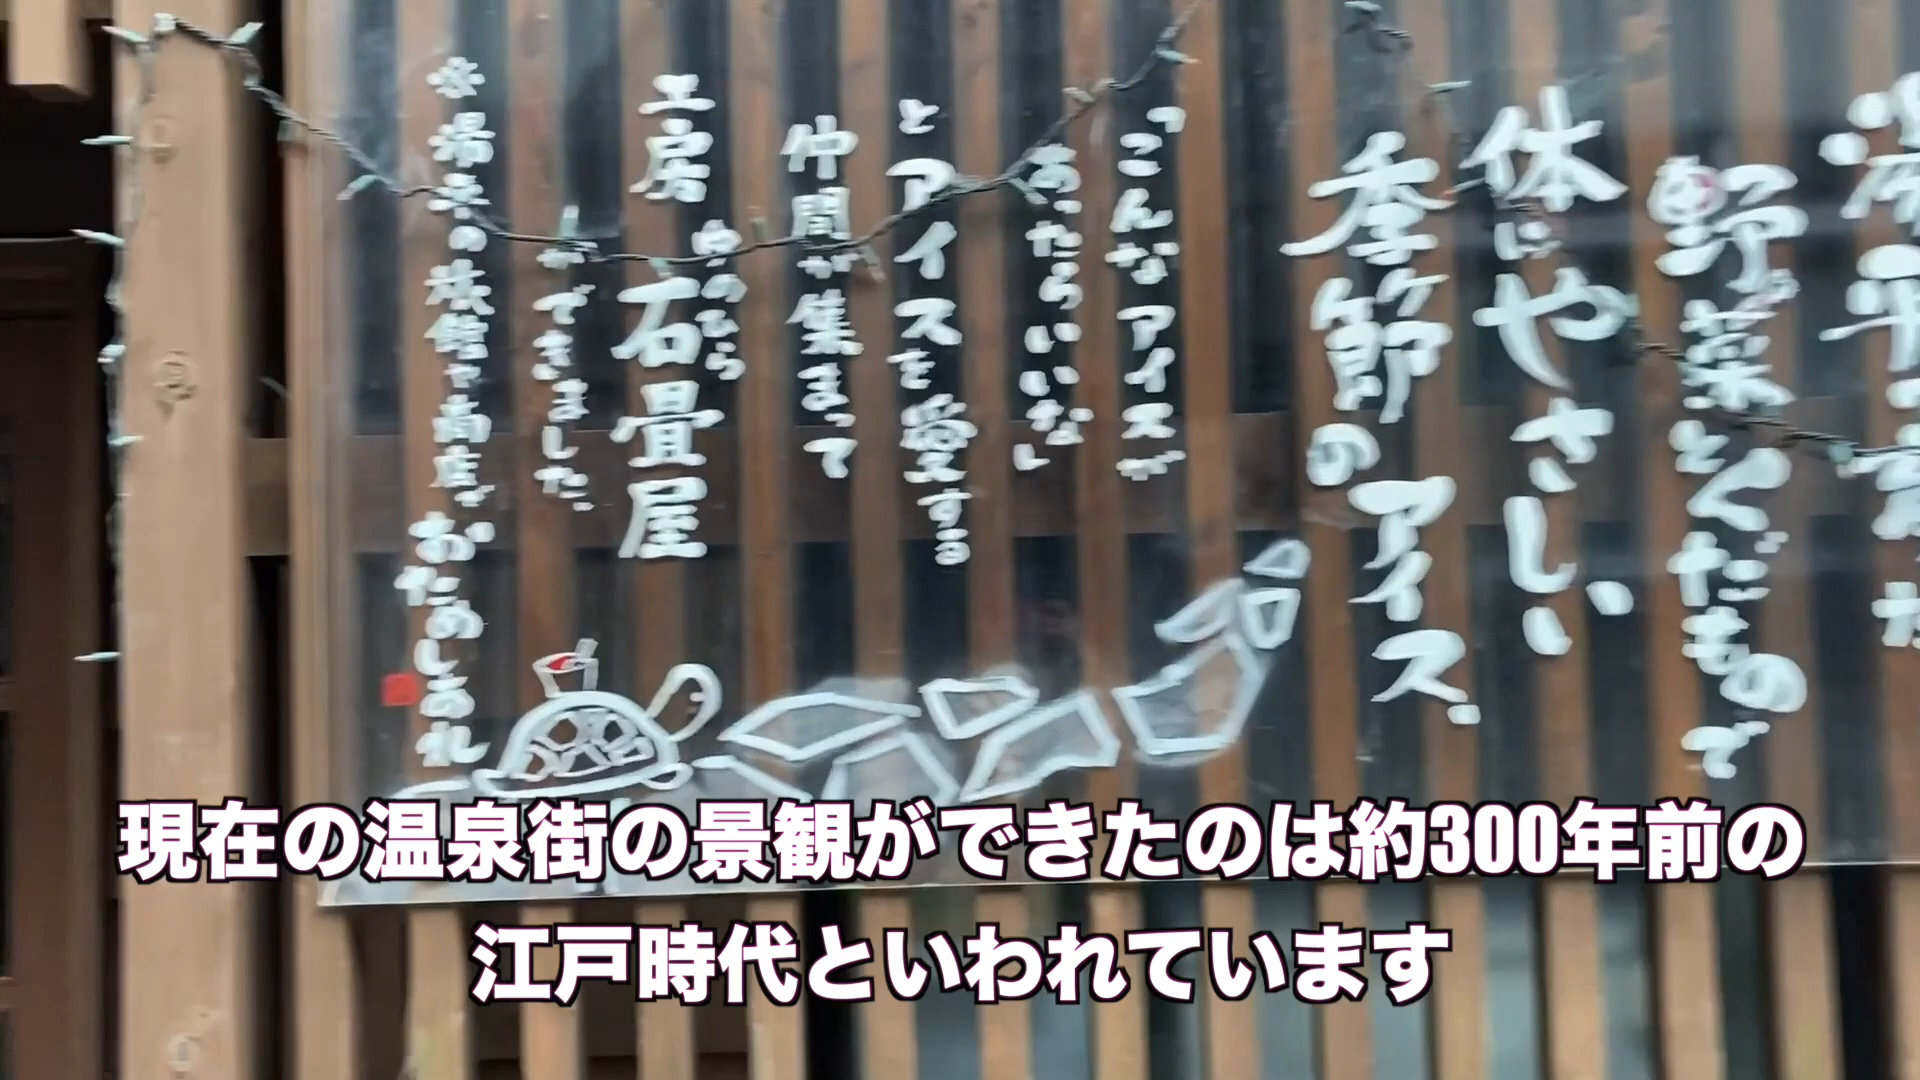 湯平
野菜とくだもので
体にやさしい、
季節のアイス。
「こんなアイスが
あったらいいな」
とアイスを愛する
仲間が集まって
工房 石畳屋
ができました。
の旅館や商店で おためしあれ
現在の温泉街の景観ができたのは約300年前の
江戸時代といわれています